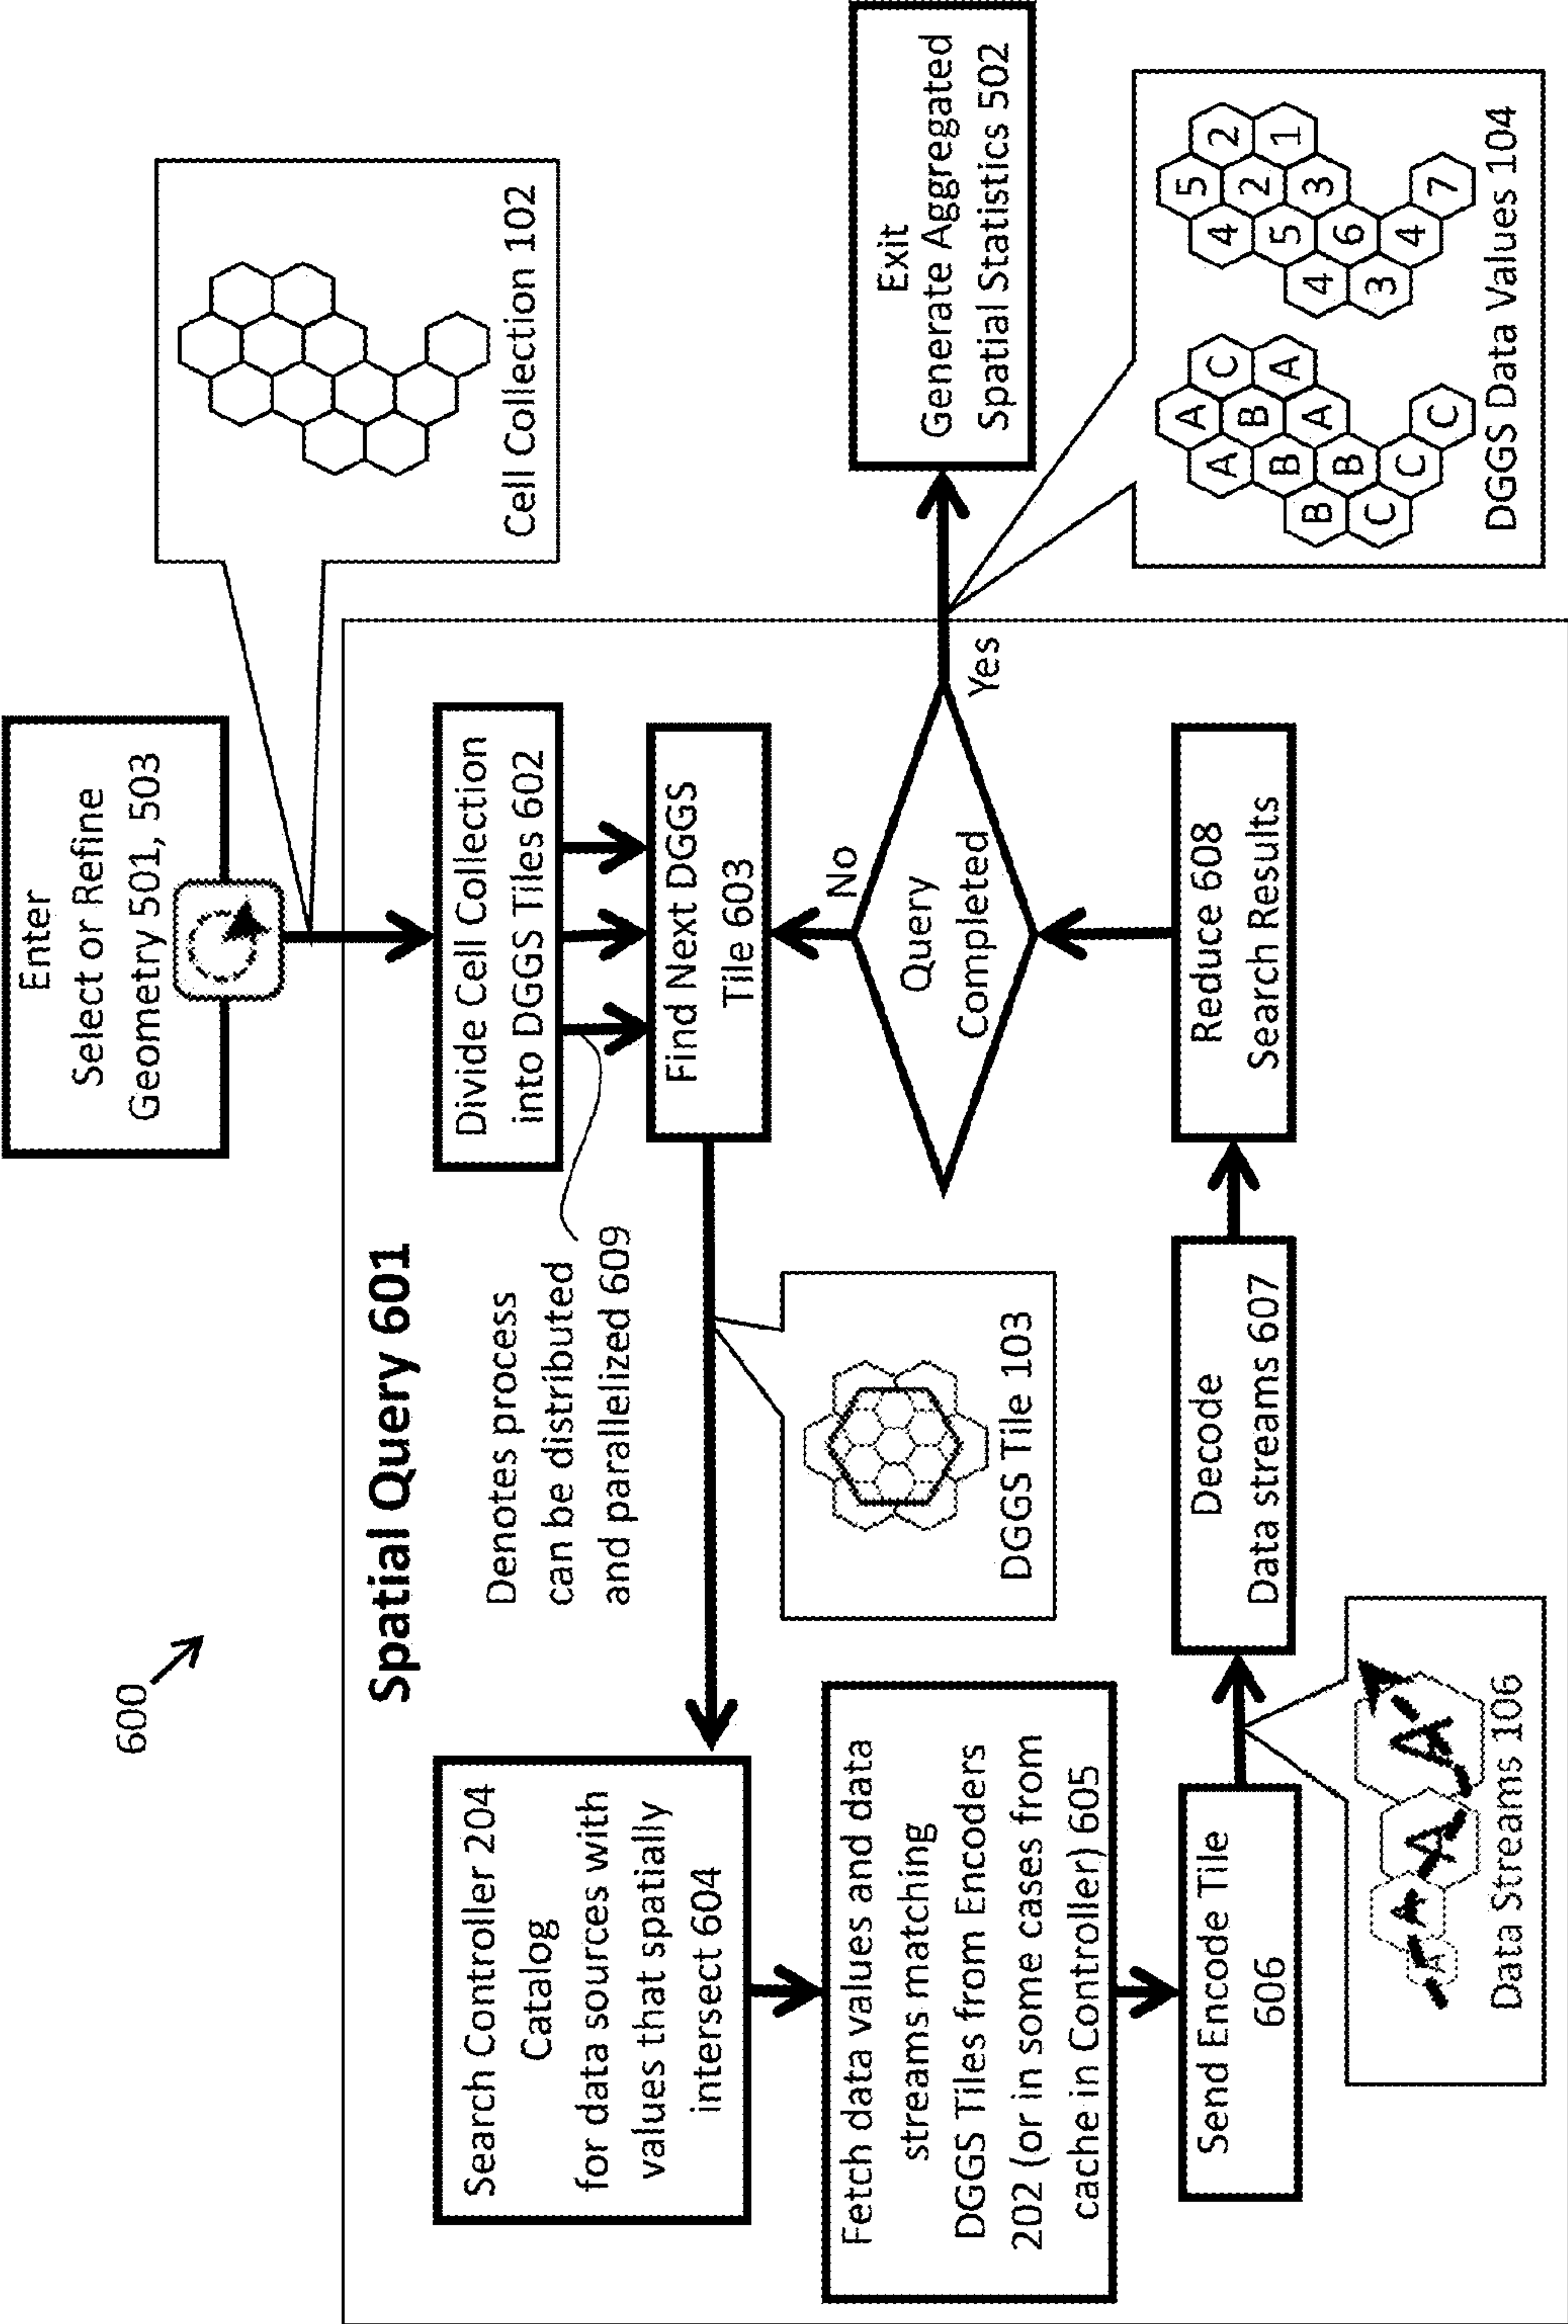 600
Enter
Select or Refine
Geometry 501, 503
Cell Collection 102
Spatial Query 601
Divide Cell Collection
into DGGS Tiles 602
Denotes process
can be distributed
and parallelized 609
Find Next DGGS
Tile 603
DGGS Tile 103
Search Controller 204
Catalog
for data sources with
values that spatially
intersect 604
Fetch data values and data
streams matching
DGGS Tiles from Encoders
202 (or in some cases from
cache in Controller) 605
Send Encode Tile
606
A A A A
Data Streams 106
Decode
Data streams 607
Reduce 608
Search Results
Query
Completed
No
Yes
Exit
Generate Aggregated
Spatial Statistics 502
A
A C
B
B A
B A
B
C C
C
5
4 2
2
5 1
4 3
6
3 4
7
DGGS Data Values 104